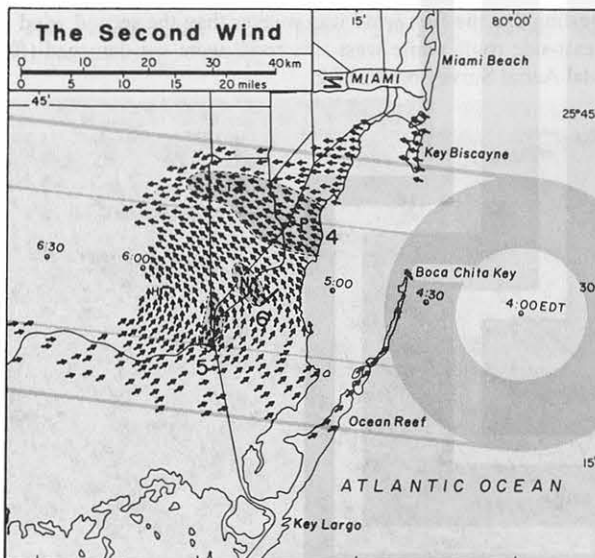 The Second Wind
15'
80°00'
Miami Beach
0 10 20 30 40km
MIAMI
0 10 20 miles
45'
25°45'
Key Biscayne
4
6:30
6:00
5:00
Boca Chita Key
4:30
30'
4:00 EDT
6
5
Ocean Reef
15'
ATLANTIC OCEAN
Key Largo